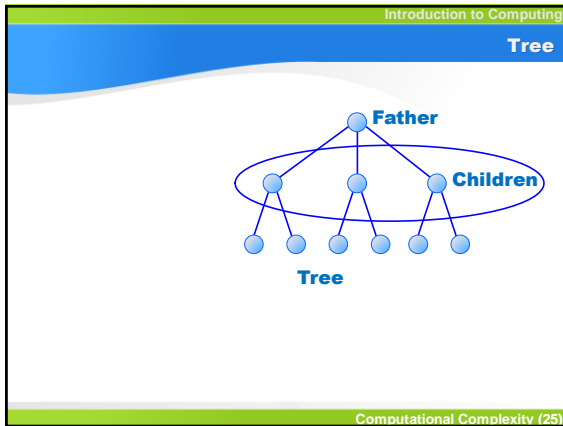 Introduction to Computing
Tree
Father
Children
Tree
Computational Complexity (25)